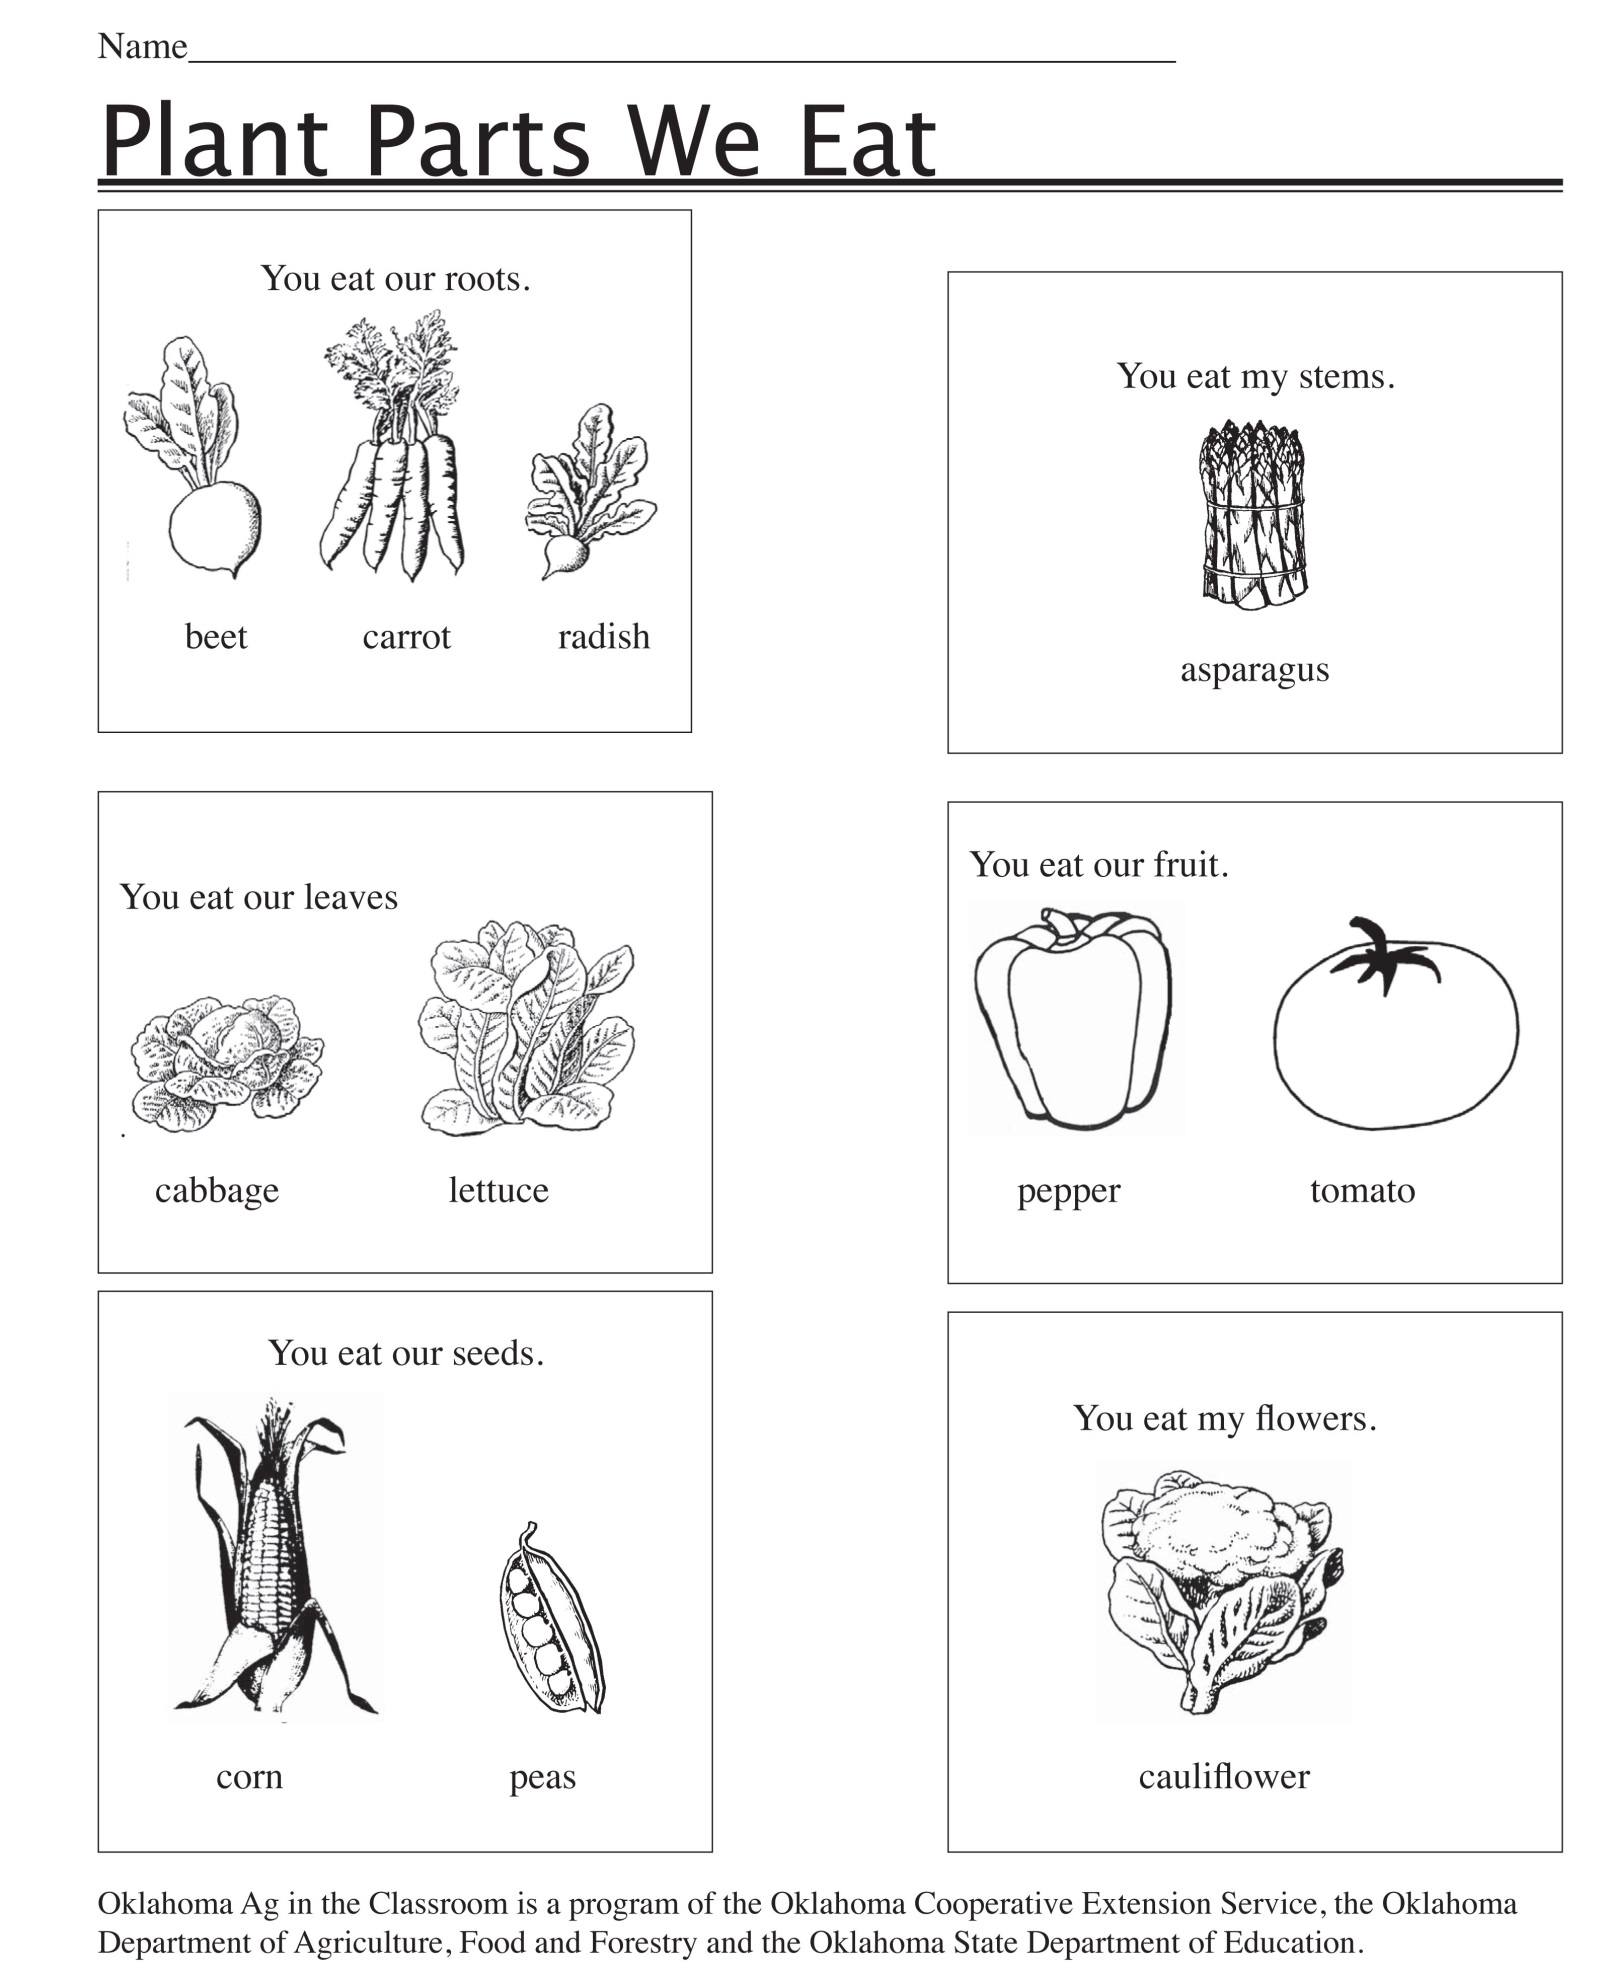 Name
Plant Parts We Eat
You eat our roots.
beet carrot radish
You eat my stems.
asparagus
You eat our leaves
cabbage lettuce
You eat our fruit.
pepper tomato
You eat our seeds.
corn peas
You eat my flowers.
cauliflower
Oklahoma Ag in the Classroom is a program of the Oklahoma Cooperative Extension Service, the Oklahoma
Department of Agriculture, Food and Forestry and the Oklahoma State Department of Education.